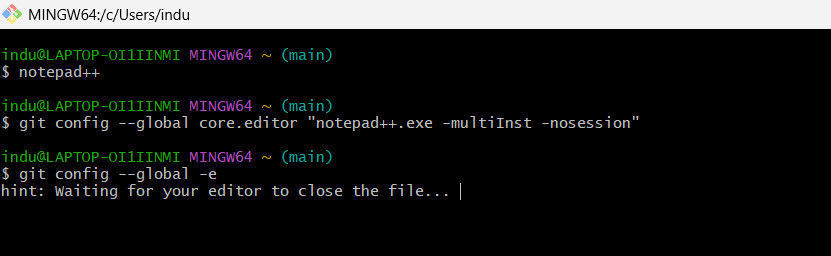 MINGW64:/c/Users/indu
indu@LAPTOP-OI1IINMI MINGW64 ~ (main)
$ notepad++
indu@LAPTOP-OI1IINMI MINGW64 ~ (main)
$ git config --global core.editor "notepad++.exe -multiInst -nosession"
indu@LAPTOP-OI1IINMI MINGW64 ~ (main)
$ git config --global -e
hint: Waiting for your editor to close the file...